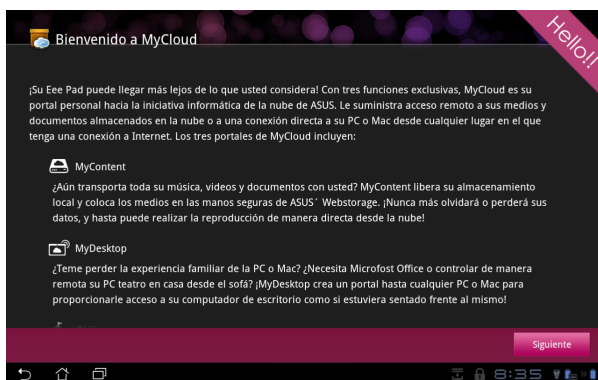 Bienvenido a MyCloud
Hello!!
¡Su Eee Pad puede llegar más lejos de lo que usted considera! Con tres funciones exclusivas, MyCloud es su
portal personal hacia la iniciativa informática de la nube de ASUS. Le suministra acceso remoto a sus medios y
documentos almacenados en la nube o a una conexión directa a su PC o Mac desde cualquier lugar en el que
tenga una conexión a Internet. Los tres portales de MyCloud incluyen:
MyContent
¿Aún transporta toda su música, videos y documentos con usted? MyContent libera su almacenamiento
local y coloca los medios en las manos seguras de ASUS´ Webstorage. ¡Nunca más olvidará o perderá sus
datos, y hasta puede realizar la reproducción de manera directa desde la nube!
MyDesktop
¿Teme perder la experiencia familiar de la PC o Mac? ¿Necesita Microfost Office o controlar de manera
remota su PC teatro en casa desde el sofá? ¡MyDesktop crea un portal hasta cualquier PC o Mac para
proporcionarle acceso a su computador de escritorio como si estuviera sentado frente al mismo!
Siguiente
8:35